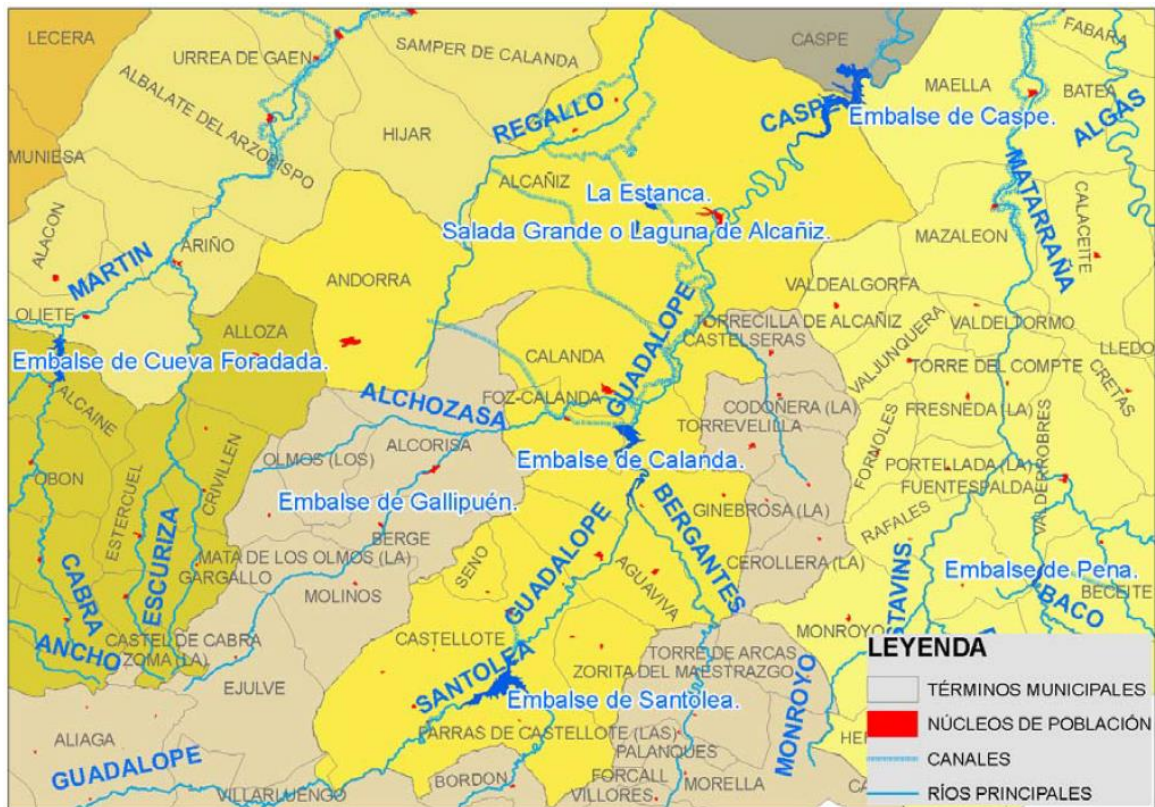 LECERA
URREA DE GAEN
SAMPER DE CALANDA
CASPE
FABARA
ALBALATE DEL ARZOBISPO
HIJAR
REGALLO
CASPE
Embalse de Caspe.
MAELLA
BATEA
ALGAS
MUNIESA
ALCAÑIZ
La Estanca.
Salada Grande o Laguna de Alcañiz.
MATARRAÑA
CALACEITE
MAZALEON
ALACON
MARTIN
ARIÑO
ANDORRA
VALDEALGORFA
OLIETE
ALLOZA
GUADALOPE
TORRECILLA DE ALCAÑIZ
CASTELSERAS
VALJUNQUERA
VALDELTORMO
LLEDO
Embalse de Cueva Foradada.
CALANDA
TORRE DEL COMPTE
CRETAS
ALCAINE
ALCHOZASA
FOZ-CALANDA
CODOÑERA (LA)
FRESNEDA (LA)
TORREVELILLA
FORNOLES
OBON
ESTERCUEL
CRIVILLEN
OLMOS (LOS)
ALCORISA
Embalse de Calanda.
PORTELLADA (LA)
FUENTESPALDA
VALDERROBRES
Embalse de Gallipuén.
BERGE
BERGANTES
GINEBROSA (LA)
RAFALES
CABRA
ESCURIZA
MATA DE LOS OLMOS (LA)
GARGALLO
SENO
GUADALOPE
AGUAVIVA
CEROLLERA (LA)
STAVINS
Embalse de Pena.
BECEITE
BACO
MOLINOS
ANCHO
CASTEL DE CABRA
ZOMA (LA)
CASTELLOTE
MONROYO
TORRE DE ARCAS
ZORITA DEL MAESTRAZGO
EJULVE
SANTOLEA
Embalse de Santolea.
MONROYO
ALIAGA
GUADALOPE
PARRAS DE CASTELLOTE (LAS)
PALANQUES
VILLARLUENGO
BORDON
FORCALL
VILLORES
MORELLA
LEYENDA
TÉRMINOS MUNICIPALES
NÚCLEOS DE POBLACIÓN
CANALES
RÍOS PRINCIPALES